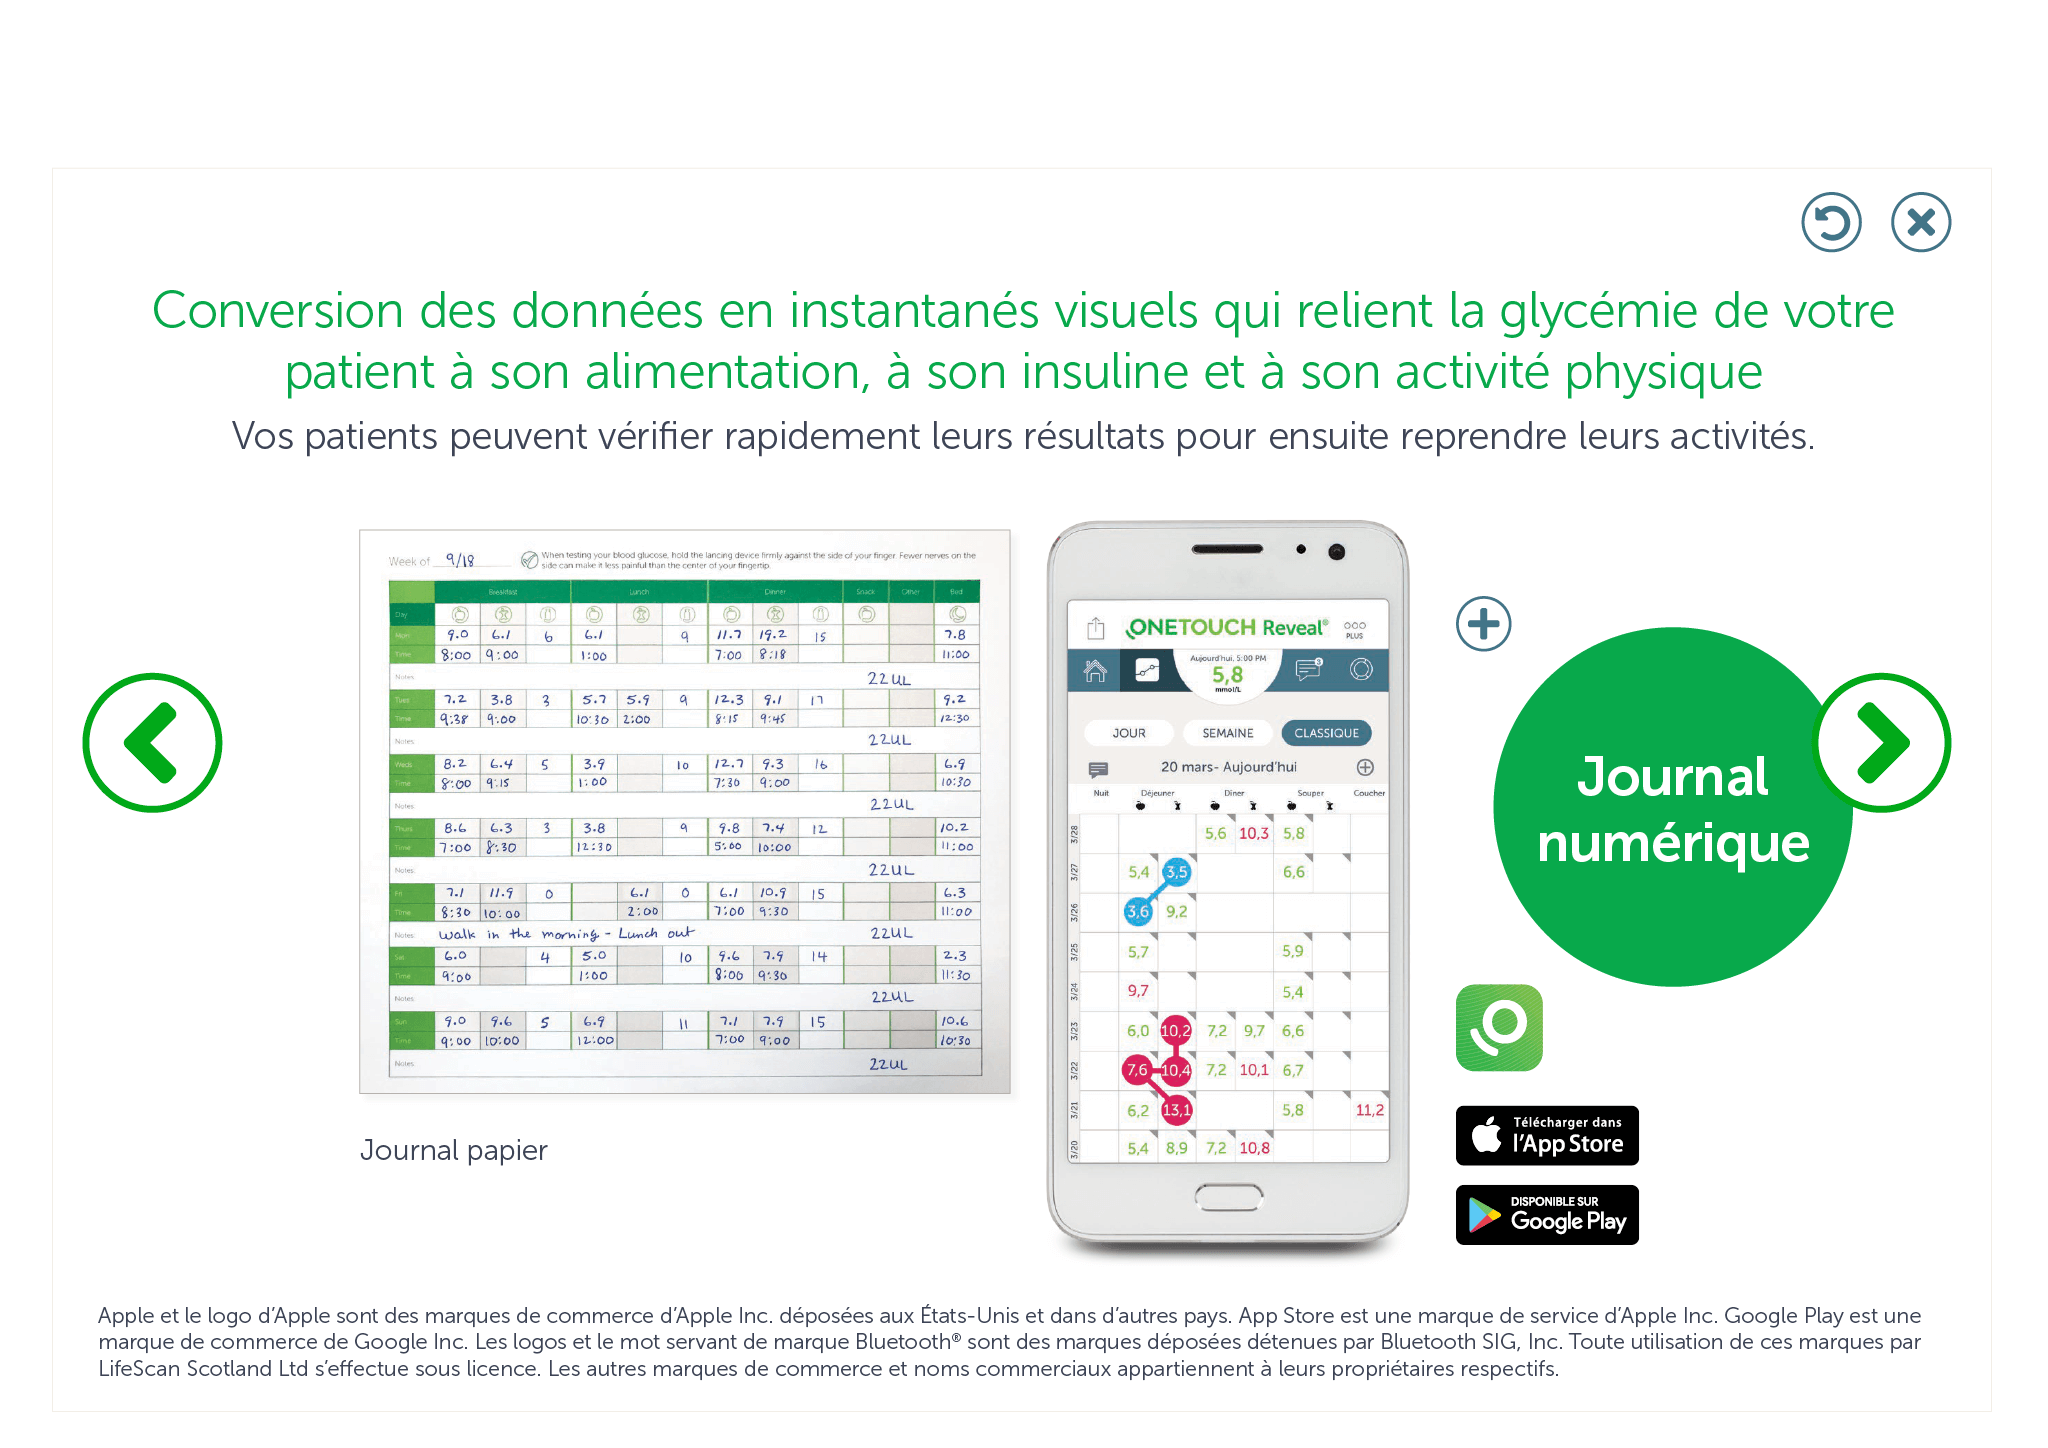 Conversion des données en instantanés visuels qui relient la glycémie de votre
patient à son alimentation, à son insuline et à son activité physique
Vos patients peuvent vérifier rapidement leurs résultats pour ensuite reprendre leurs activités.
Week of 9/18
When testing your blood glucose, hold the lancing device firmly against the side of your finger. Fewer nerves on the
side can make it less painful than the center of your fingertip.
Breakfast Lunch Dinner Snack Other Bed
Day
Mon 9.0 6.1 6 6.1 9 11.7 19.2 15 7.8
Time 8:00 9:00 1:00 7:00 8:18 11:00
Notes 22UL
Tues 7.2 3.8 3 5.7 5.9 9 12.3 9.1 17 9.2
Time 9:38 9:00 10:30 2:00 8:15 9:45 12:30
Notes 22UL
Weds 8.2 6.4 5 3.9 10 12.7 9.3 16 6.9
Time 8:00 9:15 1:00 7:30 9:00 10:30
Notes 22UL
Thurs 8.6 6.3 3 3.8 9 9.8 7.4 12 10.2
Time 7:00 8:30 12:30 5:00 10:00 11:00
Notes 22UL
Fri 7.1 11.9 0 6.1 0 6.1 10.9 15 6.3
Time 8:30 10:00 2:00 7:00 9:30 11:00
Notes walk in the morning - Lunch out 22UL
Sat 6.0 4 5.0 10 9.6 7.9 14 2.3
Time 9:00 1:00 8:00 9:30 11:30
Notes 22UL
Sun 9.0 9.6 5 6.9 11 7.1 7.9 15 10.6
Time 9:00 10:00 12:00 7:00 9:00 10:30
Notes 22UL
Journal papier
ONETOUCH Reveal®
PLUS
Aujourd'hui, 5:00 PM
5,8
mmol/L
3
JOUR SEMAINE CLASSIQUE
20 mars- Aujourd'hui
Nuit Déjeuner Dîner Souper Coucher
3/28 5,6 10,3 5,8
3/27 5,4 3,5 6,6
3/26 3,6 9,2
3/25 5,7 5,9
3/24 9,7 5,4
3/23 6,0 10,2 7,2 9,7 6,6
3/22 7,6 10,4 7,2 10,1 6,7
3/21 6,2 13,1 5,8 11,2
3/20 5,4 8,9 7,2 10,8
Journal
numérique
Télécharger dans
l'App Store
DISPONIBLE SUR
Google Play
Apple et le logo d'Apple sont des marques de commerce d'Apple Inc. déposées aux États-Unis et dans d'autres pays. App Store est une marque de service d'Apple Inc. Google Play est une
marque de commerce de Google Inc. Les logos et le mot servant de marque Bluetooth® sont des marques déposées détenues par Bluetooth SIG, Inc. Toute utilisation de ces marques par
LifeScan Scotland Ltd s'effectue sous licence. Les autres marques de commerce et noms commerciaux appartiennent à leurs propriétaires respectifs.